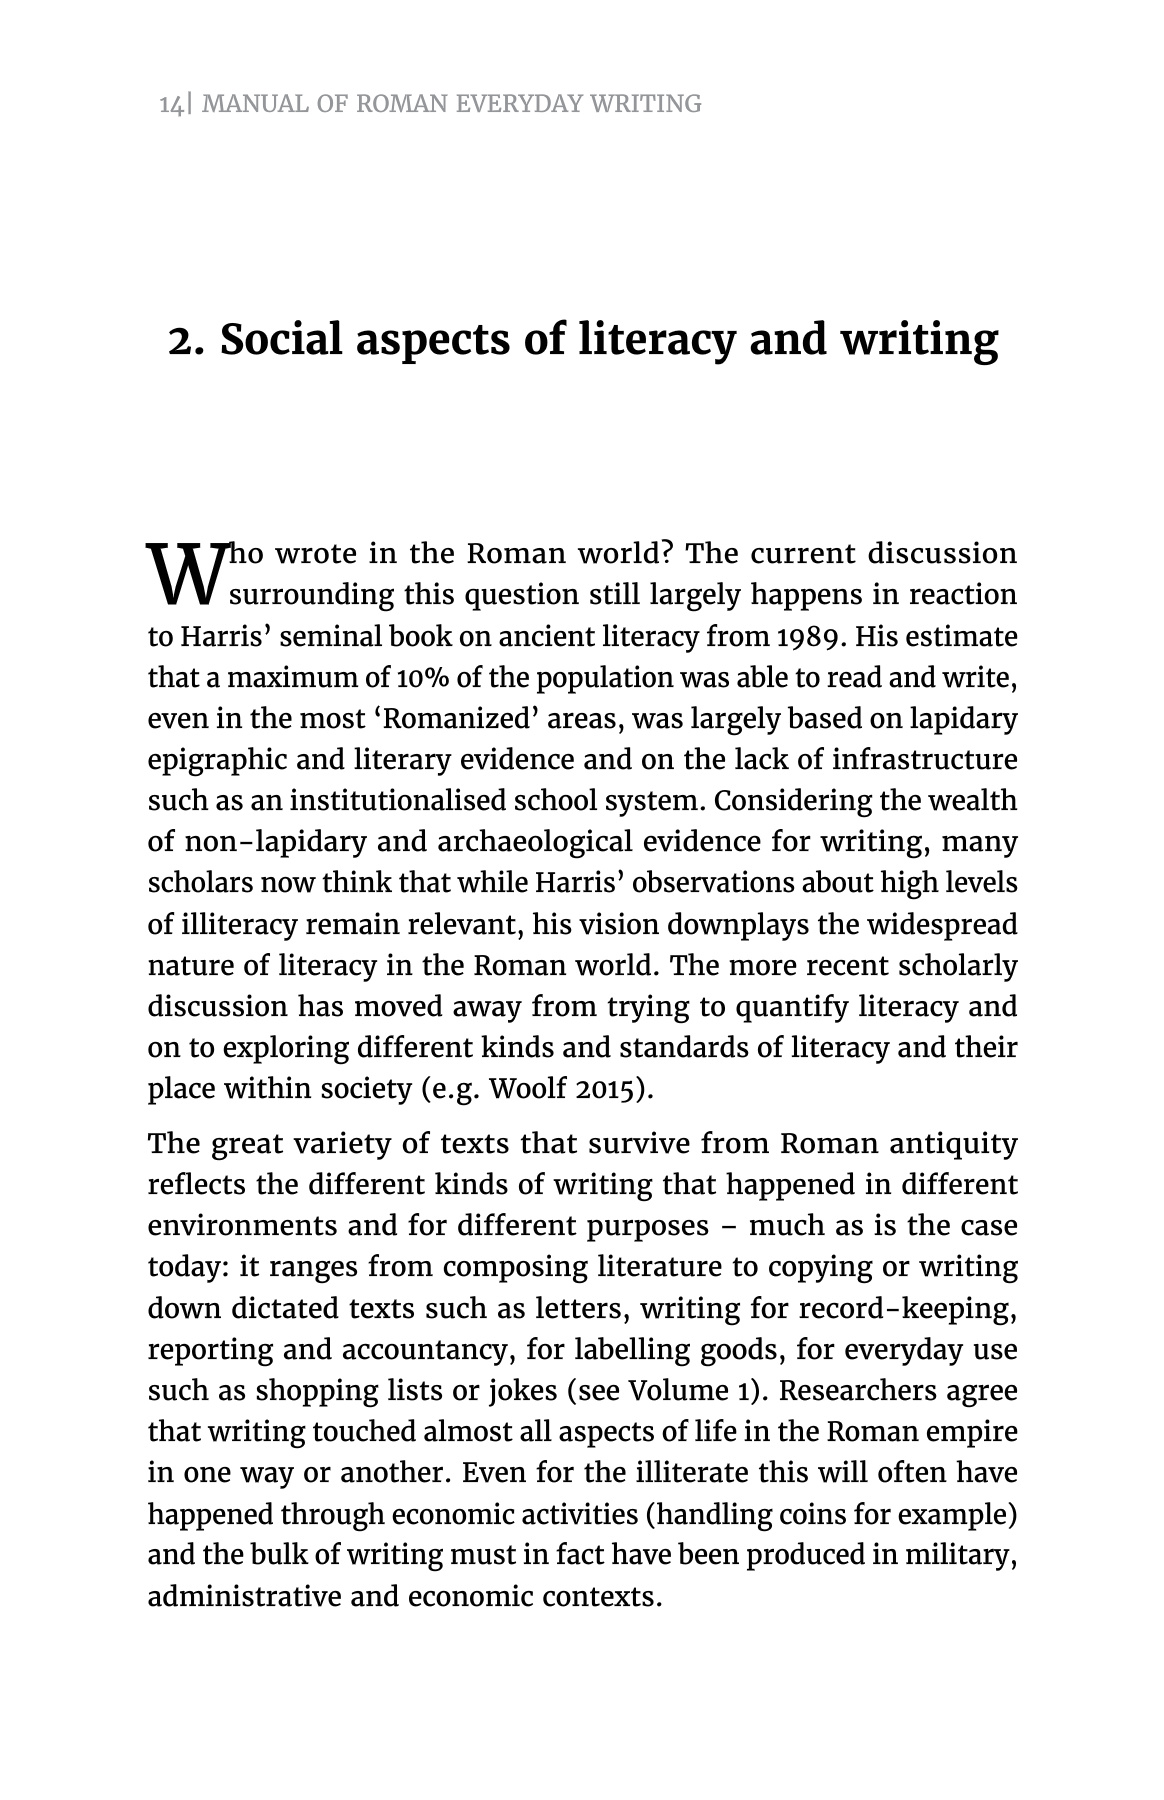 14| MANUAL OF ROMAN EVERYDAY WRITING
2. Social aspects of literacy and writing
Who wrote in the Roman world? The current discussion
surrounding this question still largely happens in reaction
to Harris’ seminal book on ancient literacy from 1989. His estimate
that a maximum of 10% of the population was able to read and write,
even in the most ‘Romanized’ areas, was largely based on lapidary
epigraphic and literary evidence and on the lack of infrastructure
such as an institutionalised school system. Considering the wealth
of non-lapidary and archaeological evidence for writing, many
scholars now think that while Harris’ observations about high levels
of illiteracy remain relevant, his vision downplays the widespread
nature of literacy in the Roman world. The more recent scholarly
discussion has moved away from trying to quantify literacy and
on to exploring different kinds and standards of literacy and their
place within society (e.g. Woolf 2015).
The great variety of texts that survive from Roman antiquity
reflects the different kinds of writing that happened in different
environments and for different purposes – much as is the case
today: it ranges from composing literature to copying or writing
down dictated texts such as letters, writing for record-keeping,
reporting and accountancy, for labelling goods, for everyday use
such as shopping lists or jokes (see Volume 1). Researchers agree
that writing touched almost all aspects of life in the Roman empire
in one way or another. Even for the illiterate this will often have
happened through economic activities (handling coins for example)
and the bulk of writing must in fact have been produced in military,
administrative and economic contexts.